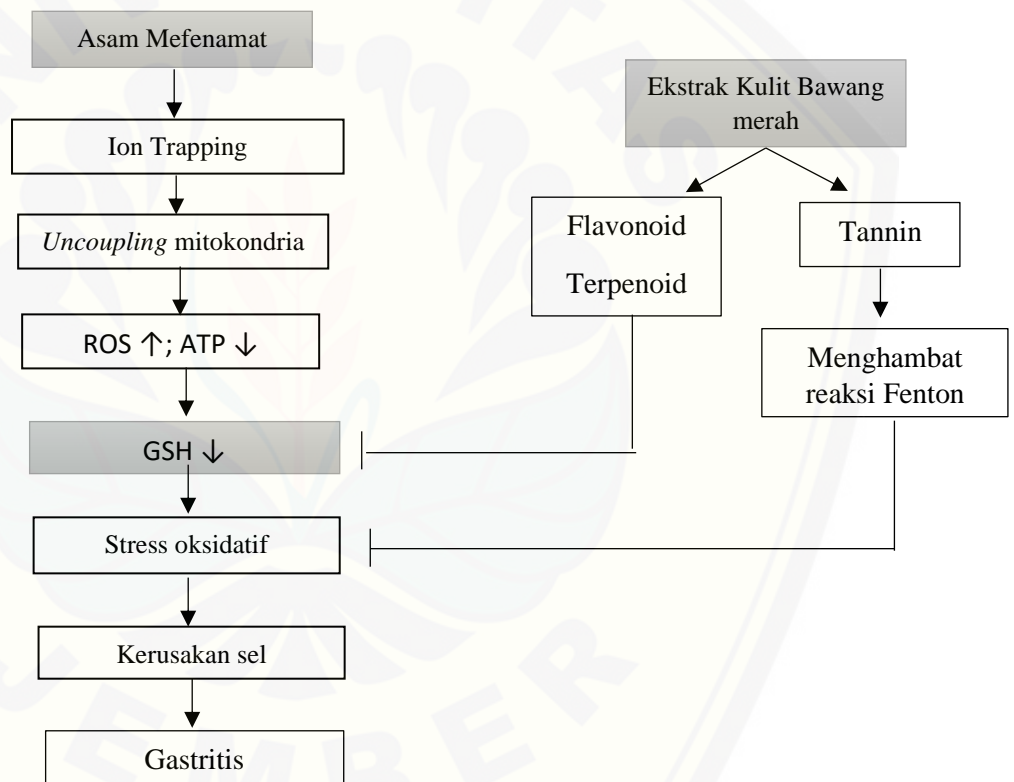 Asam Mefenamat
Ion Trapping
Uncoupling mitokondria
ROS ↑; ATP ↓
GSH ↓
Stress oksidatif
Kerusakan sel
Gastritis
Ekstrak Kulit Bawang
merah
Flavonoid
Terpenoid
Tannin
Menghambat
reaksi Fenton